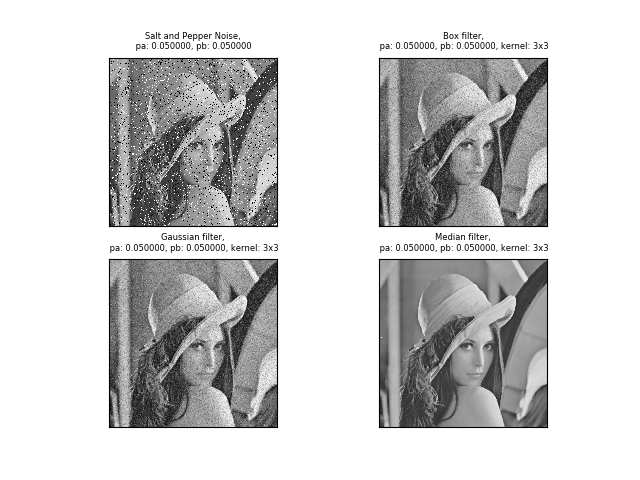 Salt and Pepper Noise,
pa: 0.050000, pb: 0.050000
Box filter,
pa: 0.050000, pb: 0.050000, kernel: 3x3
Gaussian filter,
pa: 0.050000, pb: 0.050000, kernel: 3x3
Median filter,
pa: 0.050000, pb: 0.050000, kernel: 3x3